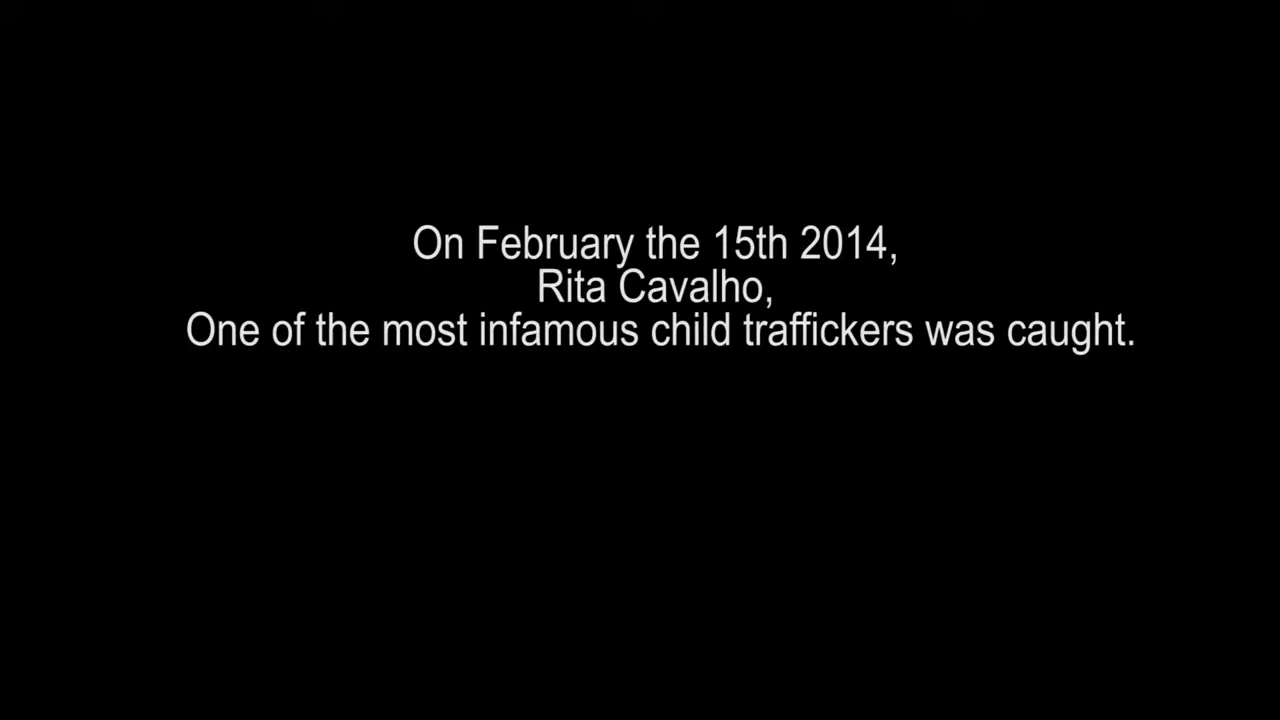 On February the 15th 2014,
Rita Cavalho,
One of the most infamous child traffickers was caught.